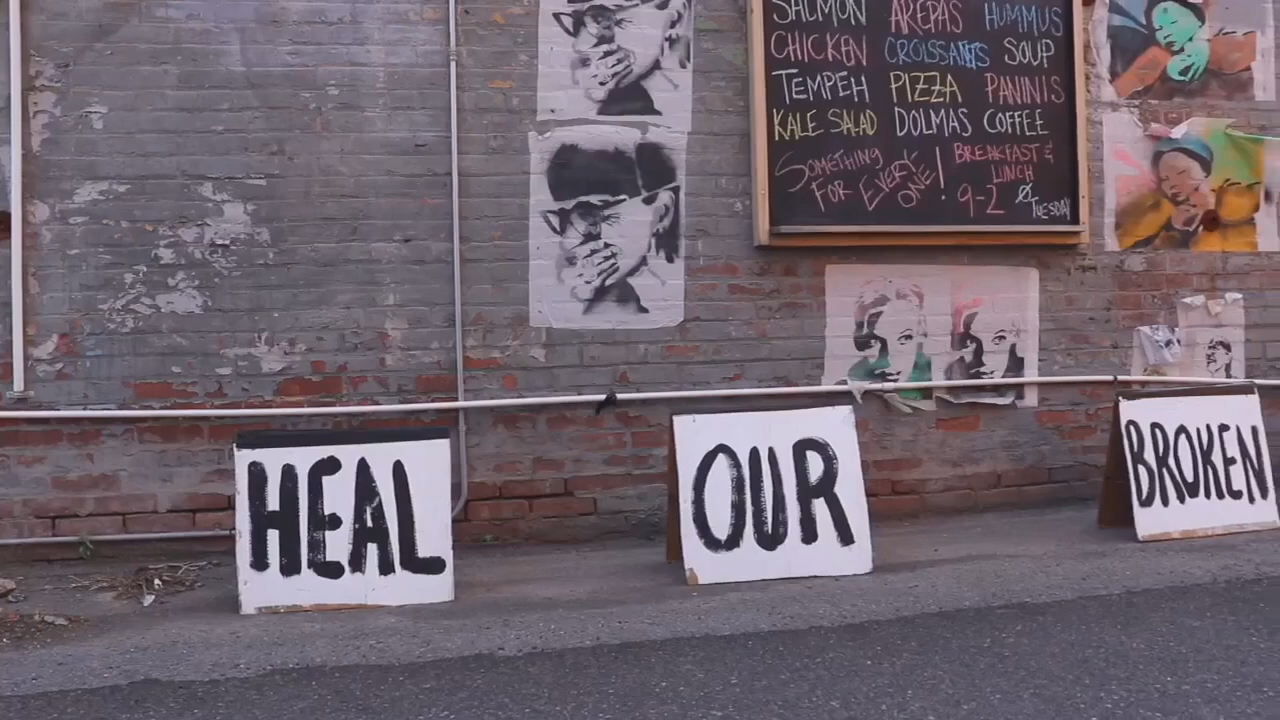 SALMON AREPAS HUMMUS
CHICKEN CROISSANTS SOUP
TEMPEH PIZZA PANINIS
KALE SALAD DOLMAS COFFEE
SOMETHING
FOR EVERY
ONE!
BREAKFAST &
LUNCH
9-2
TUESDAY
HEAL
OUR
BROKEN